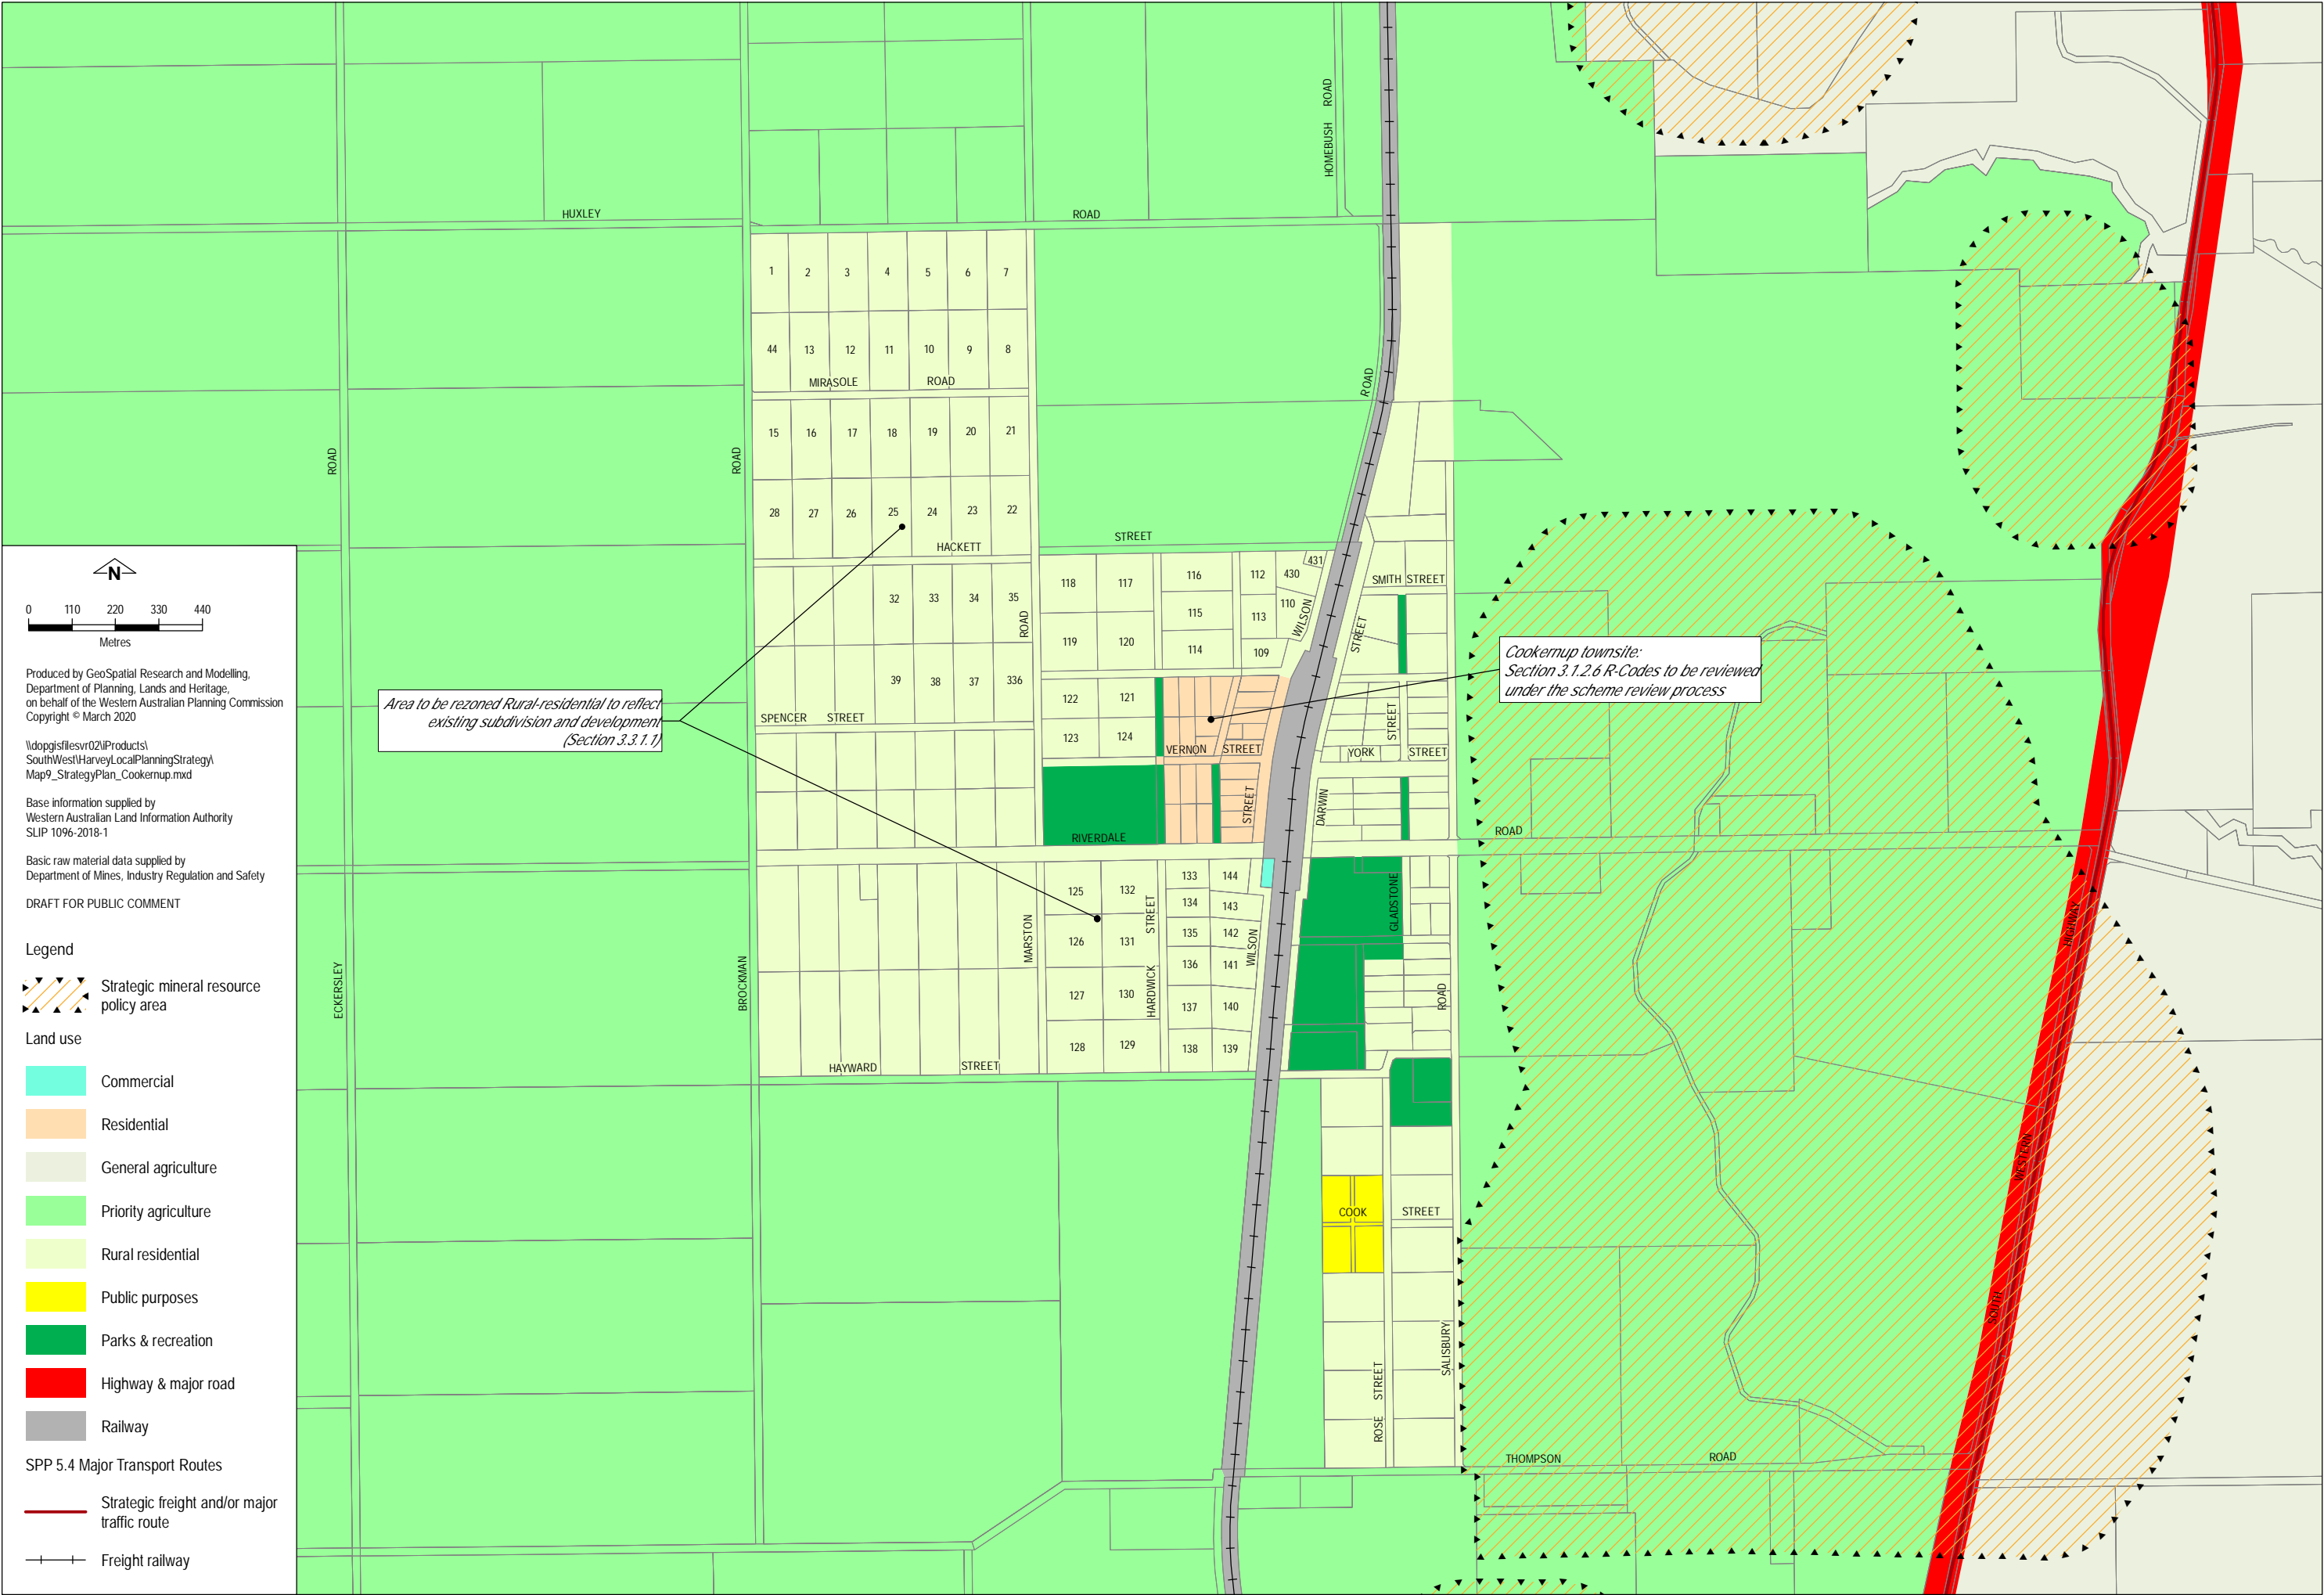 HOMEBUSH ROAD
HUXLEY ROAD
1 2 3 4 5 6 7
44 13 12 11 10 9 8
MIRASOLE ROAD
ROAD
ROAD
ROAD
15 16 17 18 19 20 21
28 27 26 25 24 23 22
HACKETT STREET
32 33 34 35
ROAD
39 38 37 336
SPENCER STREET
118 117 116 112 430 431
115 113 110
119 120 114 109
WILSON
STREET
SMITH STREET
122 121
123 124
VERNON STREET
STREET
YORK STREET
STREET
DARWIN
RIVERDALE ROAD
Area to be rezoned Rural-residential to reflect
existing subdivision and development
(Section 3.3.1.1)
Cookernup townsite:
Section 3.1.2.6 R-Codes to be reviewed
under the scheme review process
125 132 133 144
134 143
126 131 135 142
136 141
127 130 137 140
128 129 138 139
ECKERSLEY
BROCKMAN
MARSTON
STREET
HARDWICK
WILSON
GLADSTONE
ROAD
HAYWARD STREET
COOK STREET
ROSE STREET
SALISBURY
THOMPSON ROAD
HIGHWAY
WESTERN
SOUTH
N
0 110 220 330 440
Metres
Produced by GeoSpatial Research and Modelling,
Department of Planning, Lands and Heritage,
on behalf of the Western Australian Planning Commission
Copyright © March 2020
\\dopgisfilesvr02\iProducts\
SouthWest\HarveyLocalPlanningStrategy\
Map9_StrategyPlan_Cookernup.mxd
Base information supplied by
Western Australian Land Information Authority
SLIP 1096-2018-1
Basic raw material data supplied by
Department of Mines, Industry Regulation and Safety
DRAFT FOR PUBLIC COMMENT
Legend
Strategic mineral resource
policy area
Land use
Commercial
Residential
General agriculture
Priority agriculture
Rural residential
Public purposes
Parks & recreation
Highway & major road
Railway
SPP 5.4 Major Transport Routes
Strategic freight and/or major
traffic route
Freight railway